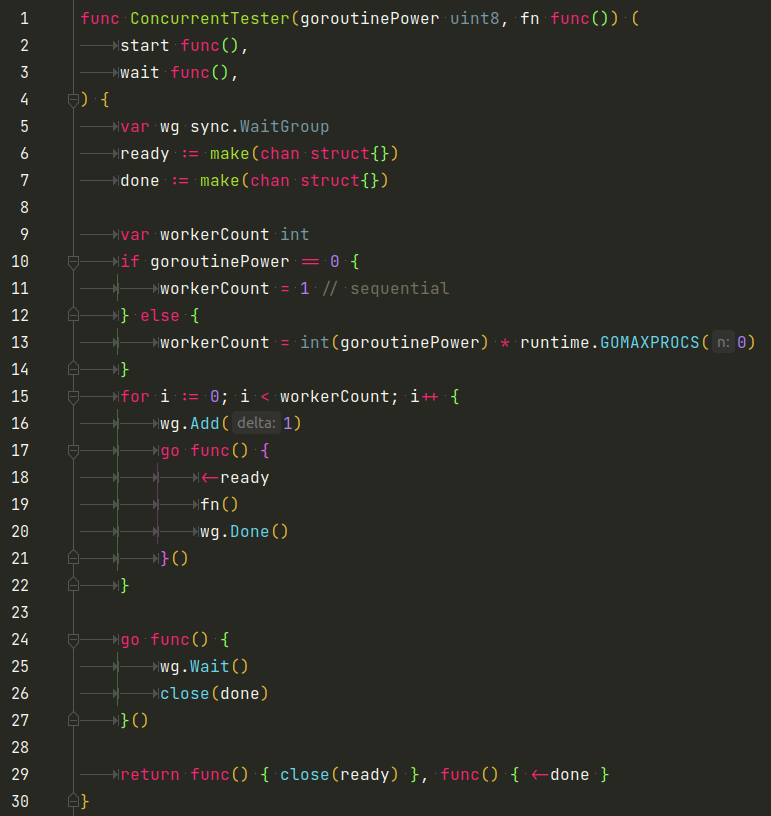 1 func ConcurrentTester(goroutinePower uint8, fn func()) (
2 start func(),
3 wait func(),
4 ) {
5 var wg sync.WaitGroup
6 ready := make(chan struct{})
7 done := make(chan struct{})
8
9 var workerCount int
10 if goroutinePower == 0 {
11 workerCount = 1 // sequential
12 } else {
13 workerCount = int(goroutinePower) * runtime.GOMAXPROCS( n: 0)
14 }
15 for i := 0; i < workerCount; i++ {
16 wg.Add( delta: 1)
17 go func() {
18 <-ready
19 fn()
20 wg.Done()
21 }()
22 }
23
24 go func() {
25 wg.Wait()
26 close(done)
27 }()
28
29 return func() { close(ready) }, func() { <-done }
30 }